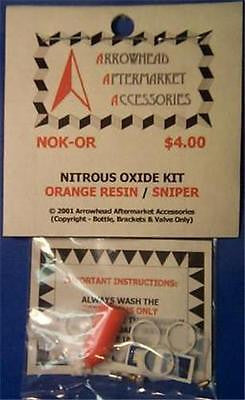 ARROWHEAD
AFTERMARKET
ACCESSORIES
NOK-OR $4.00
NITROUS OXIDE KIT
ORANGE RESIN / SNIPER
© 2001 Arrowhead Aftermarket Accessories
(Copyright - Bottle, Brackets & Valve Only)
IMPORTANT INSTRUCTIONS:
ALWAYS WASH THE
ONLY